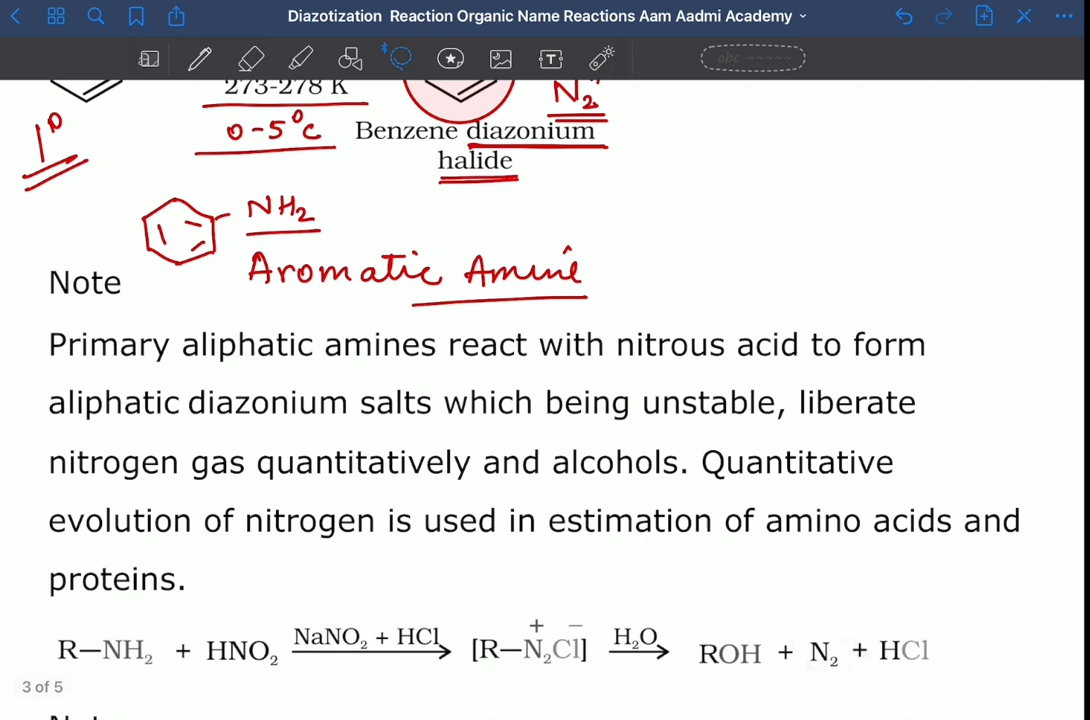 Diazotization Reaction Organic Name Reactions Aam Aadmi Academy
abc
273-278 K
N2
1° 0-5°C Benzene diazonium
halide
NH2
Aromatic Amine
Note
Primary aliphatic amines react with nitrous acid to form
aliphatic diazonium salts which being unstable, liberate
nitrogen gas quantitatively and alcohols. Quantitative
evolution of nitrogen is used in estimation of amino acids and
proteins.
R—NH₂ + HNO₂ NaNO₂ + HCl [R—N₂⁺Cl⁻] H₂O ROH + N₂ + HCl
3 of 5